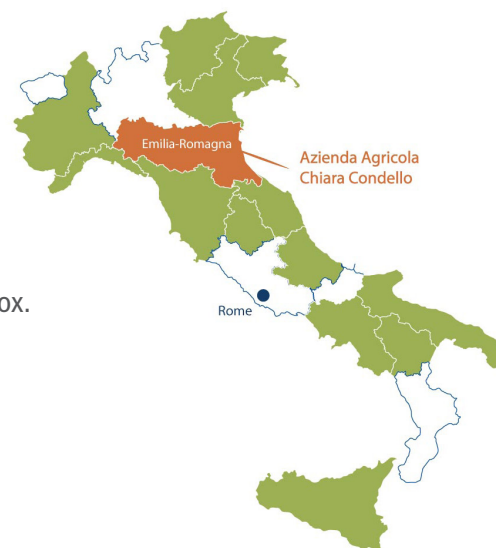 Emilia-Romagna
Azienda Agricola
Chiara Condello
ox.
Rome